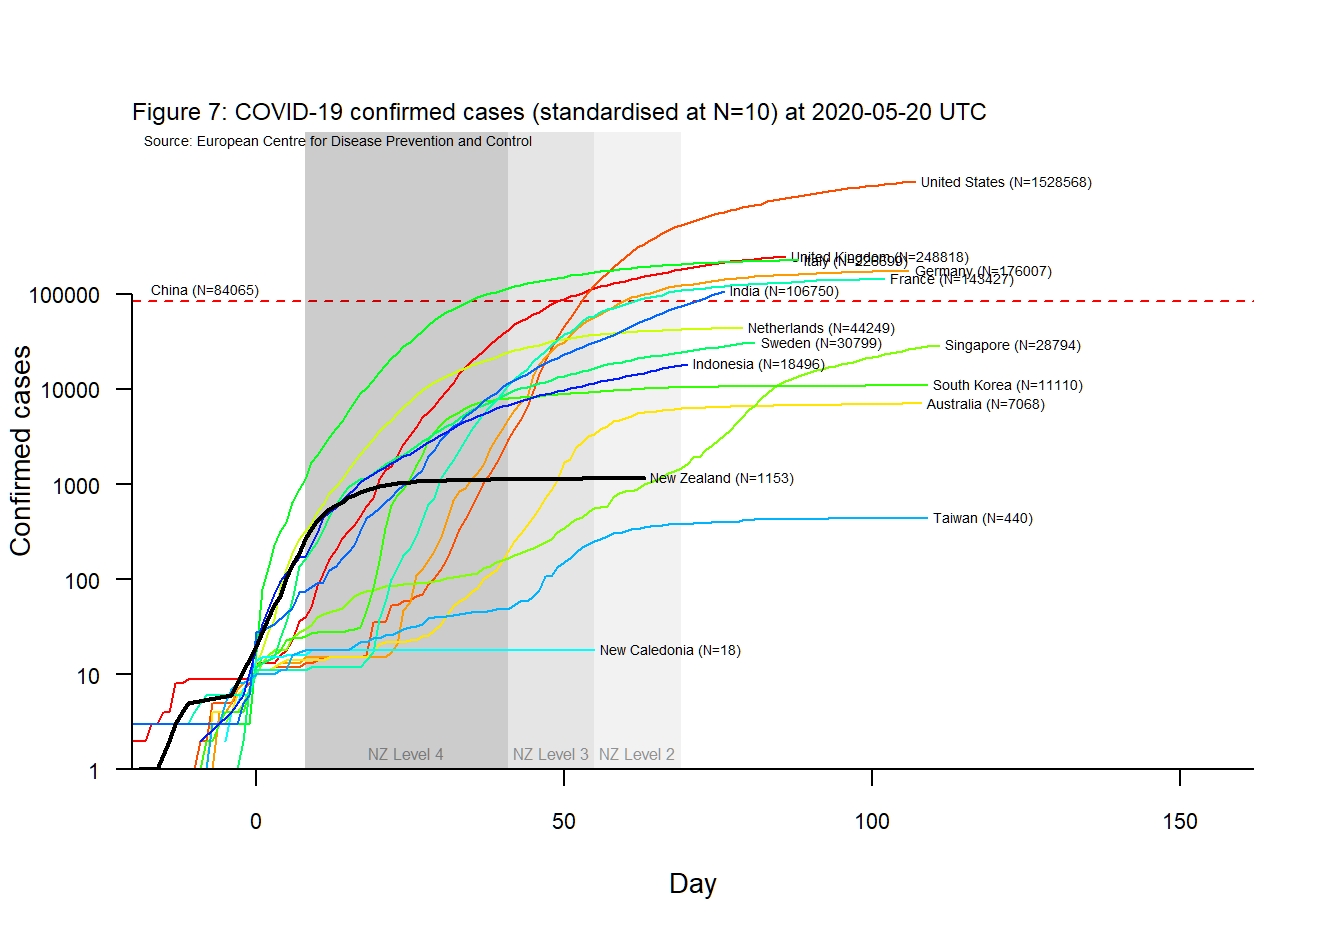 Figure 7: COVID-19 confirmed cases (standardised at N=10) at 2020-05-20 UTC
Source: European Centre for Disease Prevention and Control
United States (N=1528568)
United Kingdom (N=248818)
Italy
Germany (N=176007)
France (N=143427)
China (N=84065)
India (N=106750)
Netherlands (N=44249)
Sweden (N=30799)
Singapore (N=28794)
Indonesia (N=18496)
South Korea (N=11110)
Australia (N=7068)
New Zealand (N=1153)
Taiwan (N=440)
New Caledonia (N=18)
NZ Level 4
NZ Level 3
NZ Level 2
Confirmed cases
100000
10000
1000
100
10
1
0
50
100
150
Day